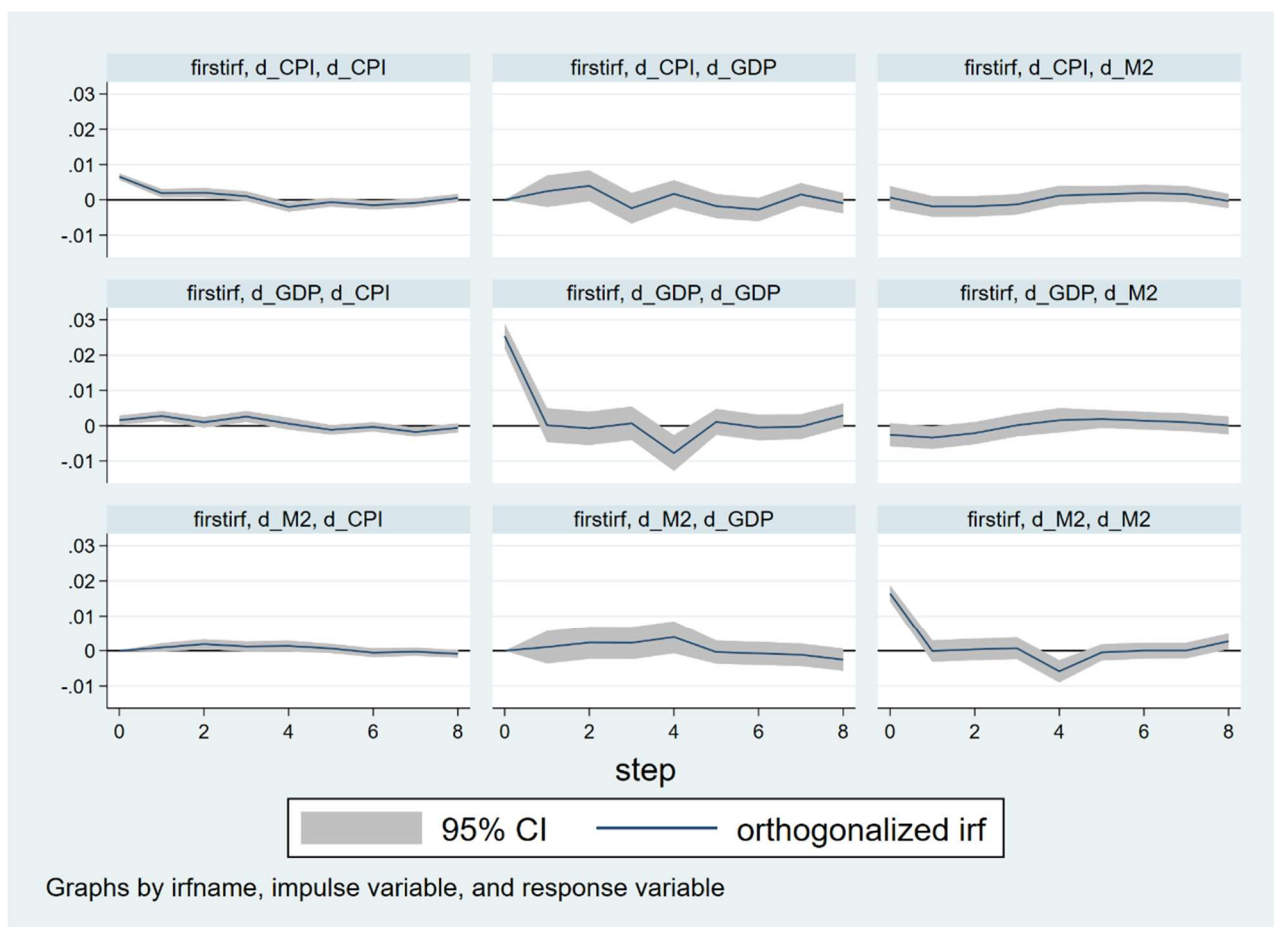 firstirf, d_CPI, d_CPI
firstirf, d_CPI, d_GDP
firstirf, d_CPI, d_M2
.03
.02
.01
0
-.01
firstirf, d_GDP, d_CPI
firstirf, d_GDP, d_GDP
firstirf, d_GDP, d_M2
.03
.02
.01
0
-.01
firstirf, d_M2, d_CPI
firstirf, d_M2, d_GDP
firstirf, d_M2, d_M2
.03
.02
.01
0
-.01
0 2 4 6 8
0 2 4 6 8
0 2 4 6 8
step
95% CI
orthogonalized irf
Graphs by irfname, impulse variable, and response variable